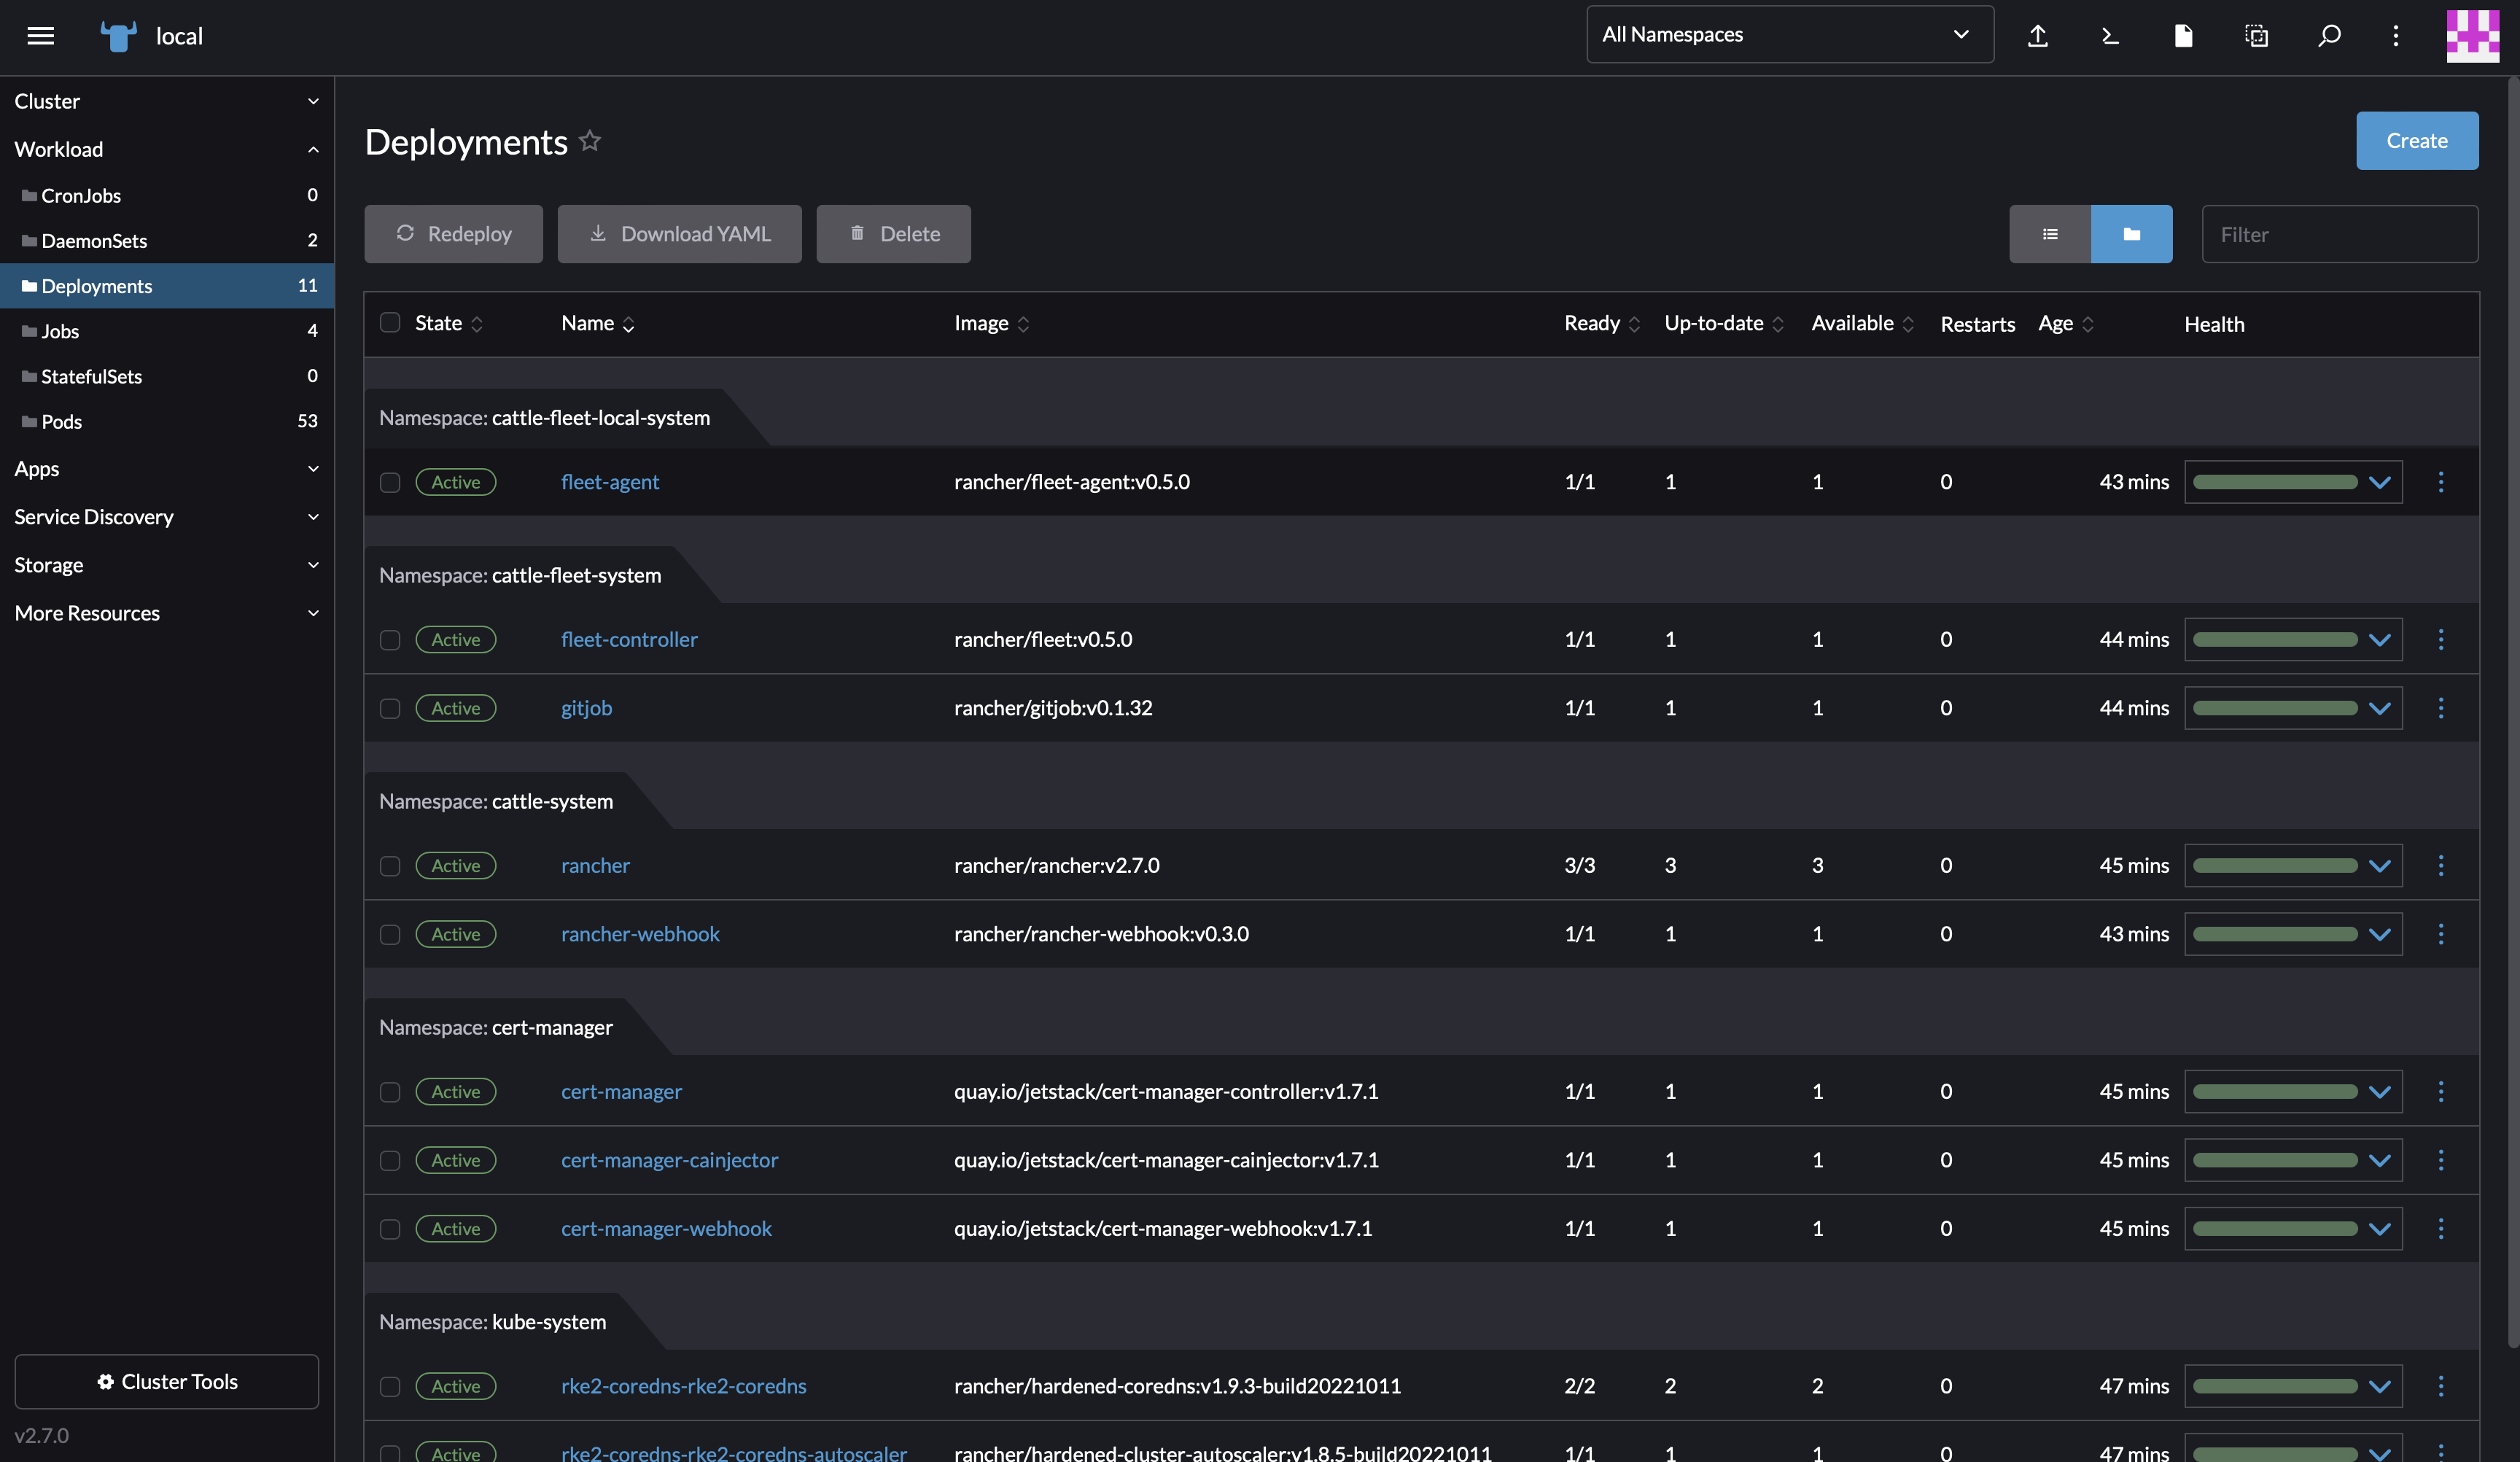 local
All Namespaces
Cluster
Workload
CronJobs 0
DaemonSets 2
Deployments 11
Jobs 4
StatefulSets 0
Pods 53
Apps
Service Discovery
Storage
More Resources
Cluster Tools
v2.7.0
Deployments
Create
Redeploy Download YAML Delete
Filter
State Name Image Ready Up-to-date Available Restarts Age Health
Namespace: cattle-fleet-local-system
Active fleet-agent rancher/fleet-agent:v0.5.0 1/1 1 1 0 43 mins
Namespace: cattle-fleet-system
Active fleet-controller rancher/fleet:v0.5.0 1/1 1 1 0 44 mins
Active gitjob rancher/gitjob:v0.1.32 1/1 1 1 0 44 mins
Namespace: cattle-system
Active rancher rancher/rancher:v2.7.0 3/3 3 3 0 45 mins
Active rancher-webhook rancher/rancher-webhook:v0.3.0 1/1 1 1 0 43 mins
Namespace: cert-manager
Active cert-manager quay.io/jetstack/cert-manager-controller:v1.7.1 1/1 1 1 0 45 mins
Active cert-manager-cainjector quay.io/jetstack/cert-manager-cainjector:v1.7.1 1/1 1 1 0 45 mins
Active cert-manager-webhook quay.io/jetstack/cert-manager-webhook:v1.7.1 1/1 1 1 0 45 mins
Namespace: kube-system
Active rke2-coredns-rke2-coredns rancher/hardened-coredns:v1.9.3-build20221011 2/2 2 2 0 47 mins
Active rke2-coredns-rke2-coredns-autoscaler rancher/hardened-cluster-autoscaler:v1.8.5-build20221011 1/1 1 1 0 47 mins